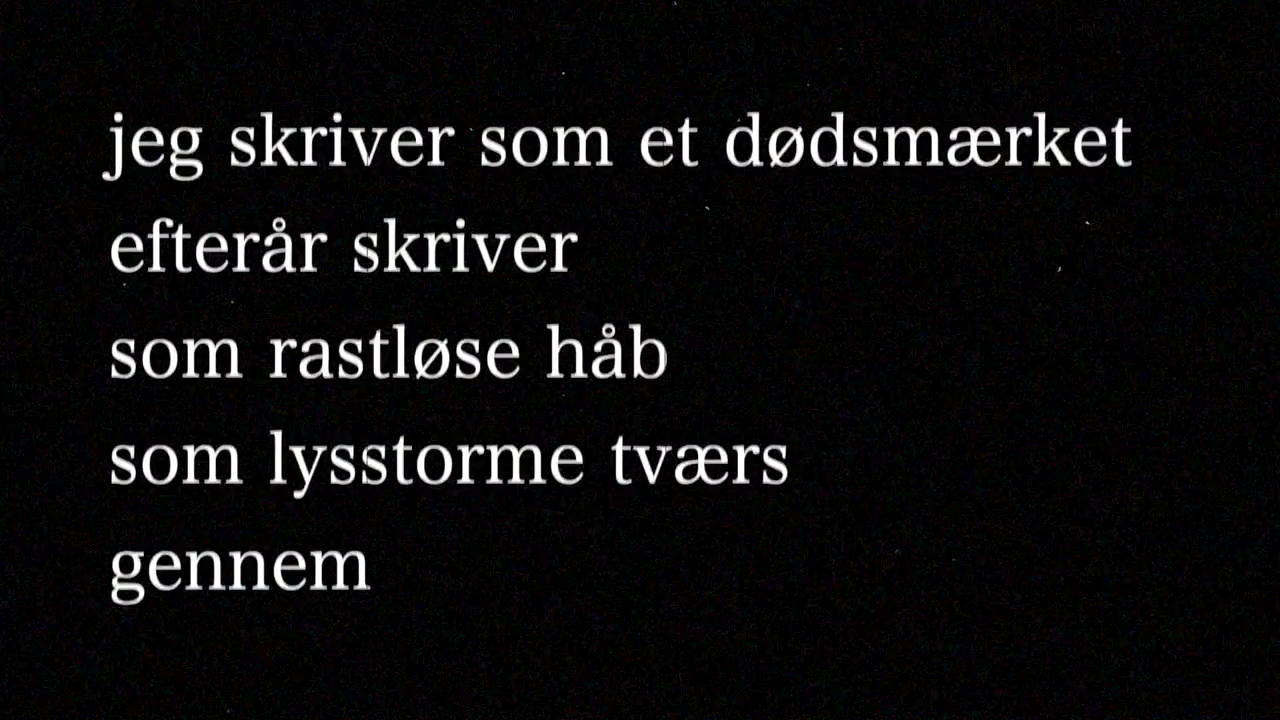 jeg skriver som et dødsmærket
efterår skriver
som rastløse håb
som lysstorme tværs
gennem